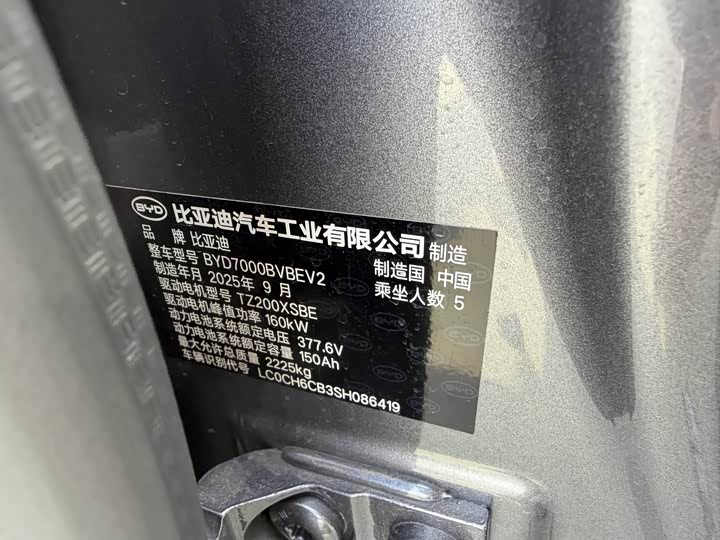 BYD 比亚迪汽车工业有限公司 制造
品 牌 比亚迪 制造国 中国
整车型号 BYD7000BVBEV2 乘坐人数 5
制造年月 2025年 9 月
驱动电机型号 TZ200XSBE
驱动电机峰值功率 160kW
动力电池系统额定电压 377.6V
动力电池系统额定容量 150Ah
最大允许总质量 2225kg
车辆识别代号 LC0CH6CB3SH086419